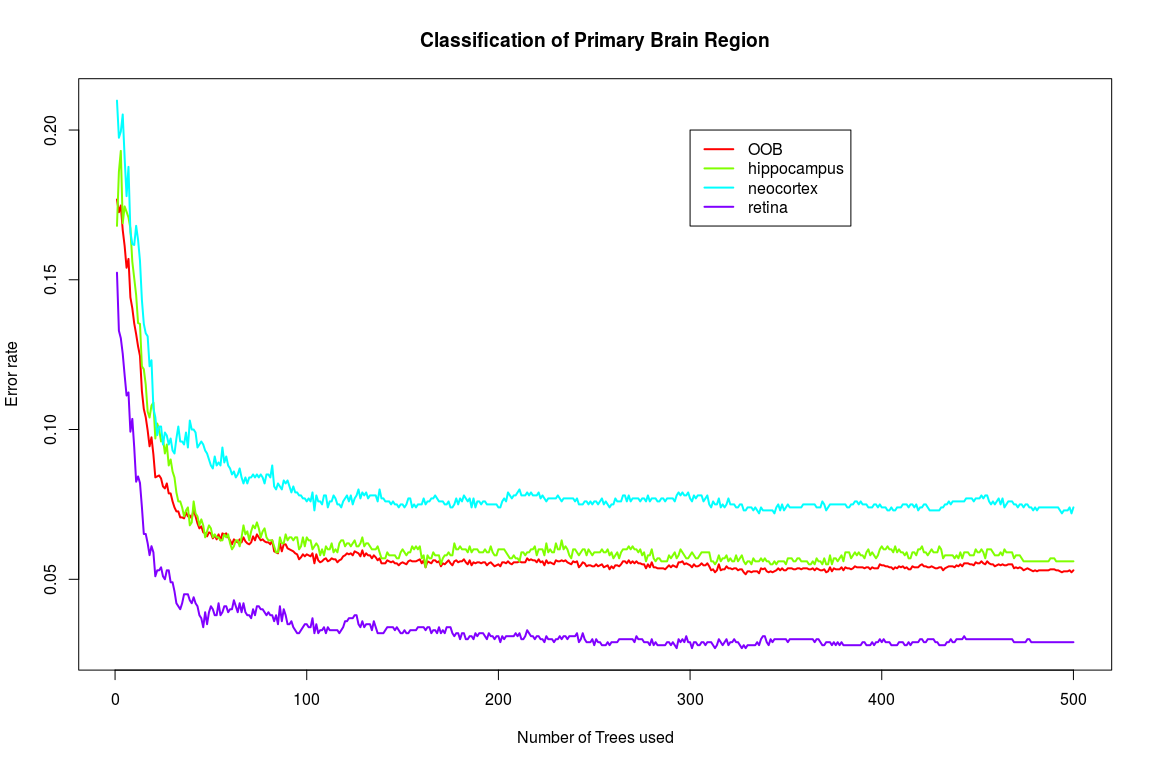 Classification of Primary Brain Region
Error rate
0.20
0.15
0.10
0.05
OOB
hippocampus
neocortex
retina
0 100 200 300 400 500
Number of Trees used